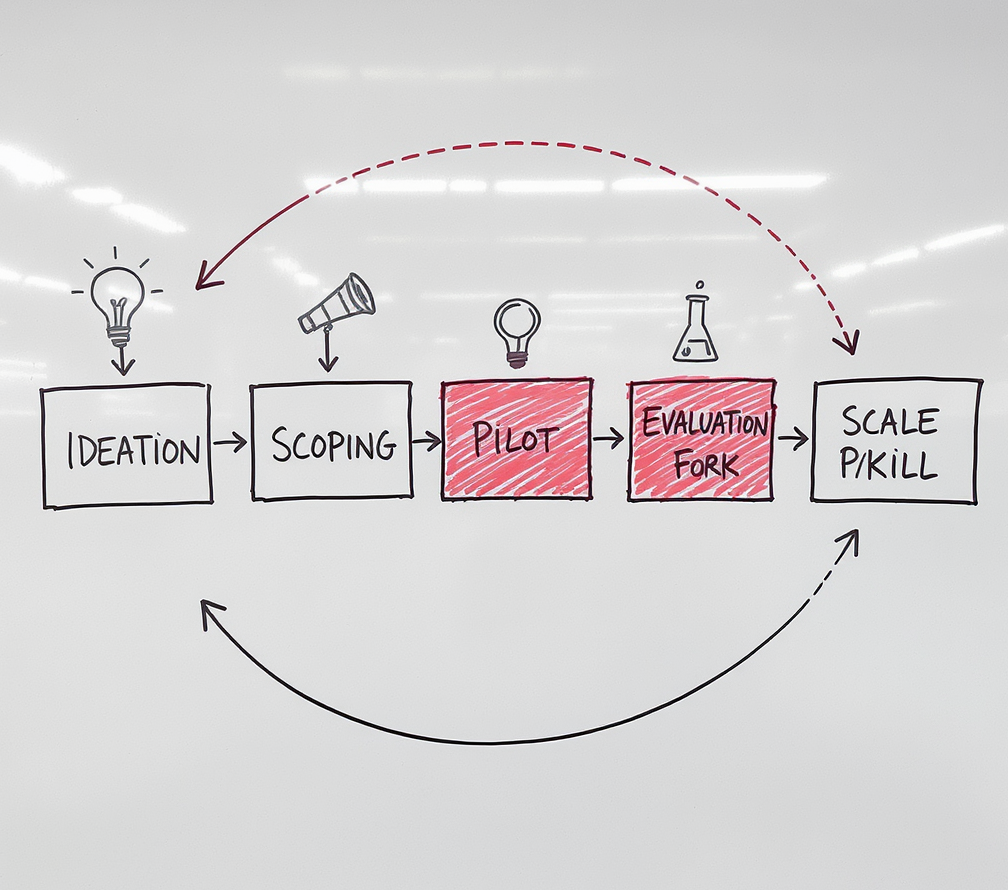 IDEATION
SCOPING
PILOT
EVALUATION
FORK
SCALE
P/KILL